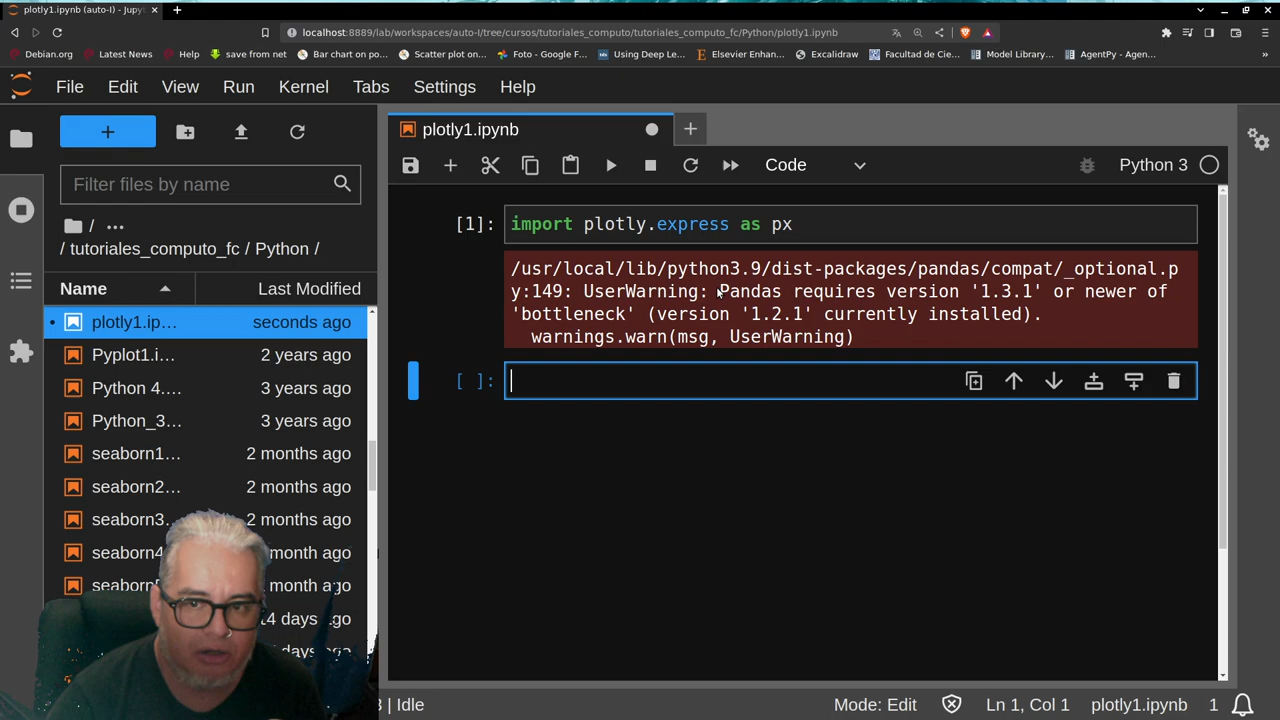 plotly1.ipynb (auto-I) - Jupyt
localhost:8889/lab/workspaces/auto-I/tree/cursos/tutoriales_computo/tutoriales_computo_fc/Python/plotly1.ipynb
Debian.org Latest News Help save from net Bar chart on p... Scatter plot on... Foto - Google F... Using Deep Le... Elsevier Enhan... Excalidraw Facultad de Cie... Model Library... AgentPy - Agen...
File Edit View Run Kernel Tabs Settings Help
plotly1.ipynb
Code
Python 3
Filter files by name
/ ...
/ tutoriales_computo_fc / Python /
Name Last Modified
plotly1.ip... seconds ago
Pyplot1.i... 2 years ago
Python 4.... 3 years ago
Python_3... 3 years ago
seaborn1... 2 months ago
seaborn2... 2 months ago
seaborn3... 2 months ago
seaborn4 month ago
month ago
14 days ago
[1]: import plotly.express as px
/usr/local/lib/python3.9/dist-packages/pandas/compat/_optional.p
y:149: UserWarning: Pandas requires version '1.3.1' or newer of
'bottleneck' (version '1.2.1' currently installed).
warnings.warn(msg, UserWarning)
[ ]:
| Idle
Mode: Edit Ln 1, Col 1 plotly1.ipynb 1